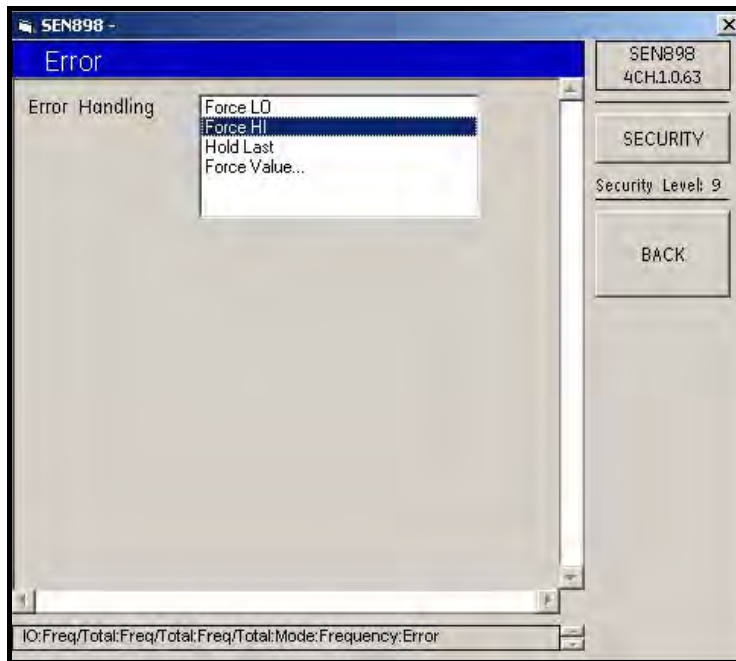 SEN898 -
Error
SEN898
4CH.1.0.63
Error Handling
Force LO
Force HI
Hold Last
Force Value...
SECURITY
Security Level: 9
BACK
IO:Freq/Total:Freq/Total:Freq/Total:Mode:Frequency:Error